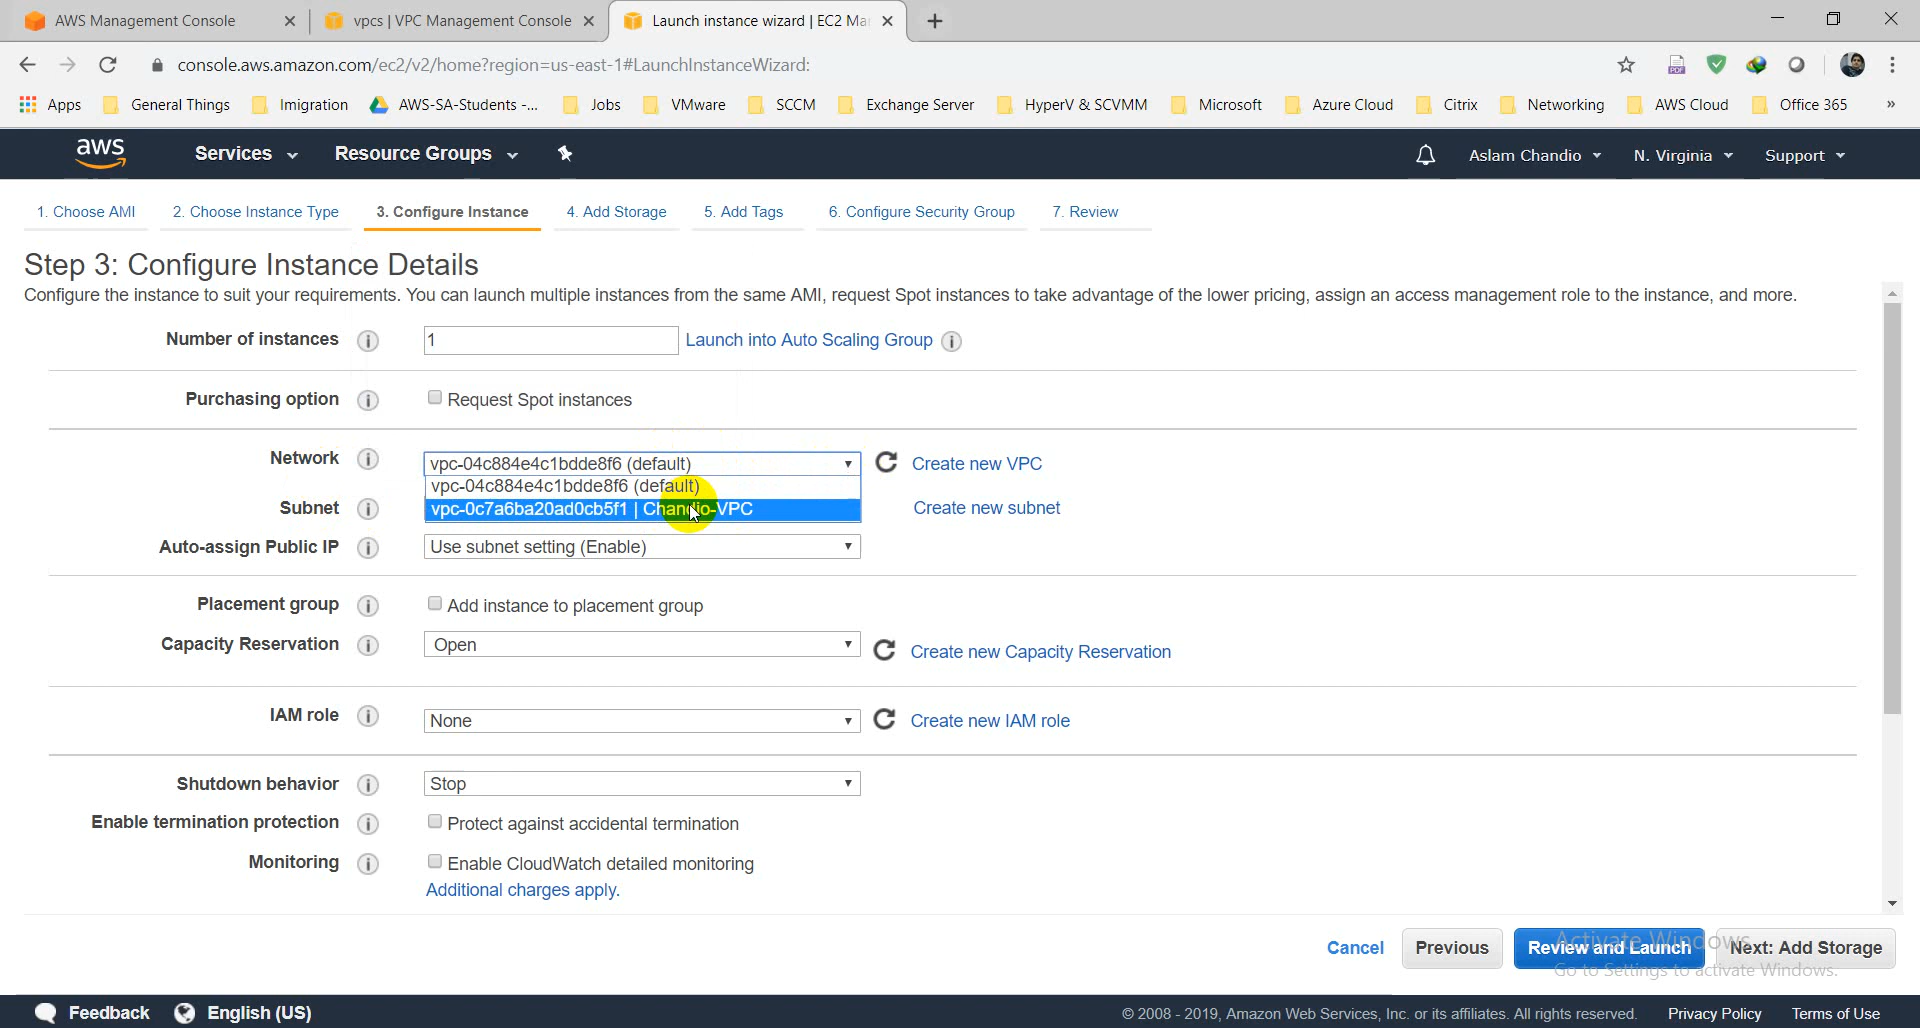 AWS Management Console
vpcs | VPC Management Console
Launch instance wizard | EC2 Ma
console.aws.amazon.com/ec2/v2/home?region=us-east-1#LaunchInstanceWizard:
PDF
Apps General Things Imigration AWS-SA-Students -... Jobs VMware SCCM Exchange Server HyperV & SCVMM Microsoft Azure Cloud Citrix Networking AWS Cloud Office 365 »
aws Services Resource Groups Aslam Chandio N. Virginia Support
1. Choose AMI 2. Choose Instance Type 3. Configure Instance 4. Add Storage 5. Add Tags 6. Configure Security Group 7. Review
Step 3: Configure Instance Details
Configure the instance to suit your requirements. You can launch multiple instances from the same AMI, request Spot instances to take advantage of the lower pricing, assign an access management role to the instance, and more.
Number of instances i 1 Launch into Auto Scaling Group i
Purchasing option i Request Spot instances
Network i vpc-04c884e4c1bdde8f6 (default) Create new VPC
vpc-04c884e4c1bdde8f6 (default)
Subnet i vpc-0c7a6ba20ad0cb5f1 | Chandio-VPC Create new subnet
Auto-assign Public IP i Use subnet setting (Enable)
Placement group i Add instance to placement group
Capacity Reservation i Open Create new Capacity Reservation
IAM role i None Create new IAM role
Shutdown behavior i Stop
Enable termination protection i Protect against accidental termination
Monitoring i Enable CloudWatch detailed monitoring
Additional charges apply.
Cancel Previous Review and Launch Next: Add Storage
Activate Windows
Go to Settings to activate Windows.
Feedback English (US) © 2008 - 2019, Amazon Web Services, Inc. or its affiliates. All rights reserved. Privacy Policy Terms of Use